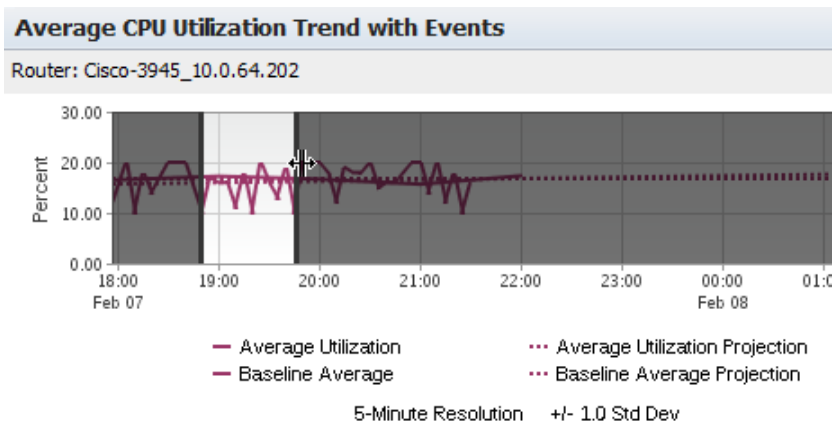 Average CPU Utilization Trend with Events
Router: Cisco-3945_10.0.64.202
30.00
20.00
10.00
0.00
Percent
18:00 19:00 20:00 21:00 22:00 23:00 00:00 01:0
Feb 07 Feb 08
Average Utilization Average Utilization Projection
Baseline Average Baseline Average Projection
5-Minute Resolution +/- 1.0 Std Dev